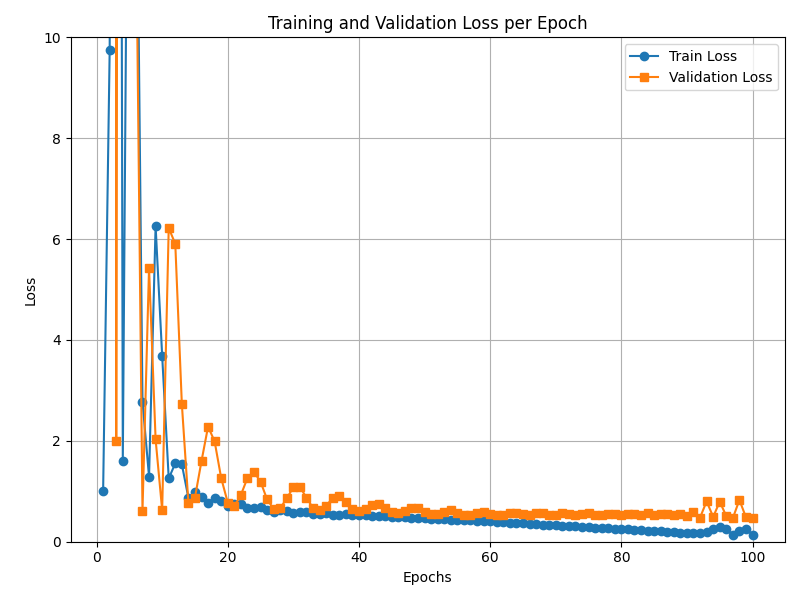 Training and Validation Loss per Epoch
Train Loss
Validation Loss
10
8
6
4
2
0
Loss
0 20 40 60 80 100
Epochs